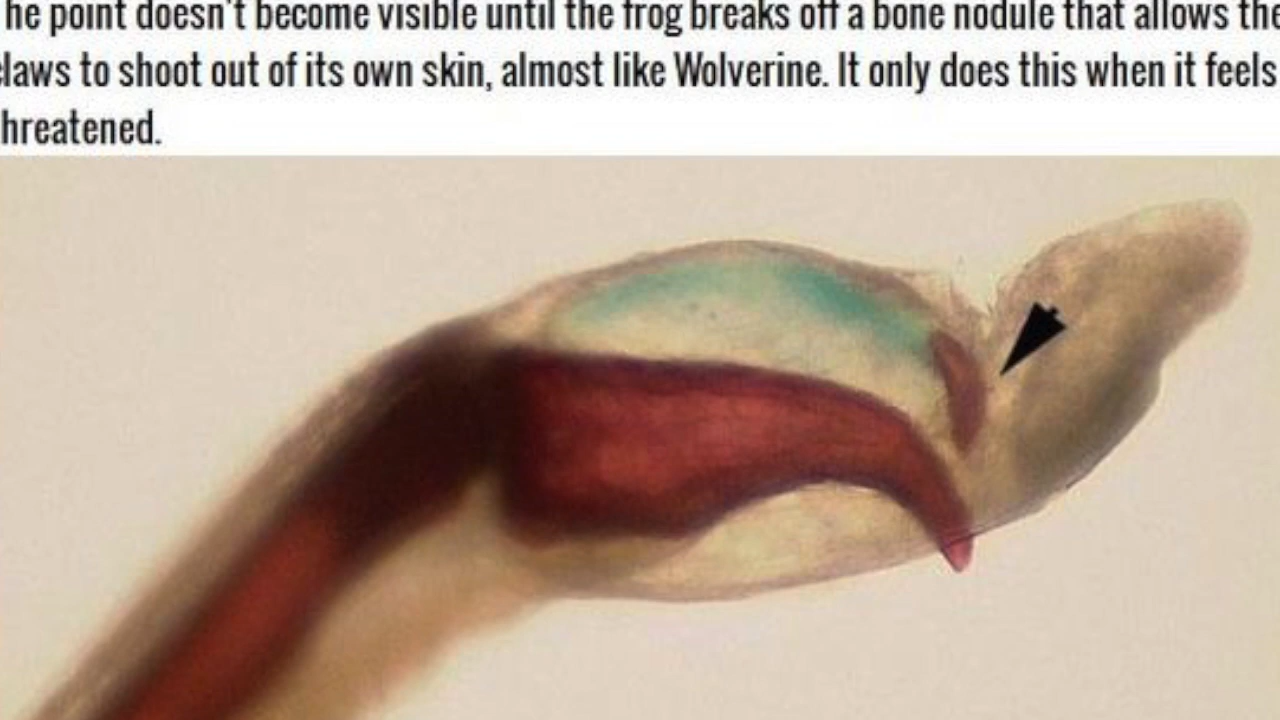 he point doesn't become visible until the frog breaks off a bone nodule that allows the
claws to shoot out of its own skin, almost like Wolverine. It only does this when it feels
hreatened.